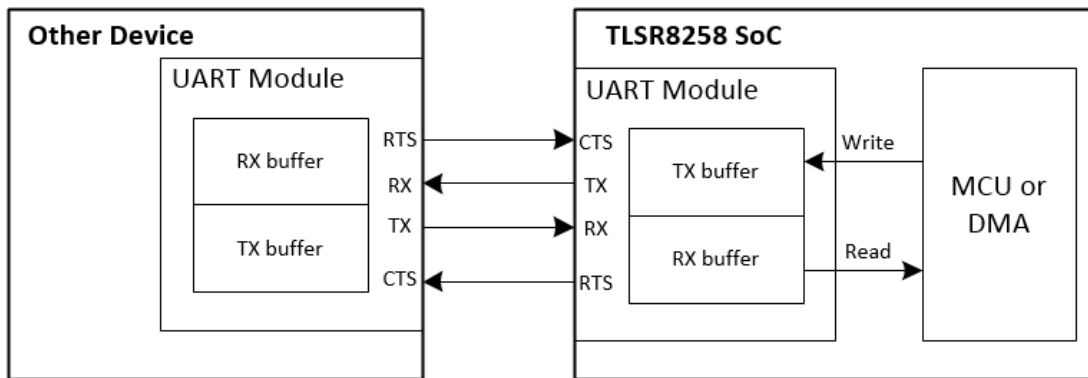 Other Device
UART Module
RX buffer
TX buffer
RTS
RX
TX
CTS
TLSR8258 SoC
UART Module
CTS
TX
RX
RTS
TX buffer
RX buffer
Write
Read
MCU or
DMA